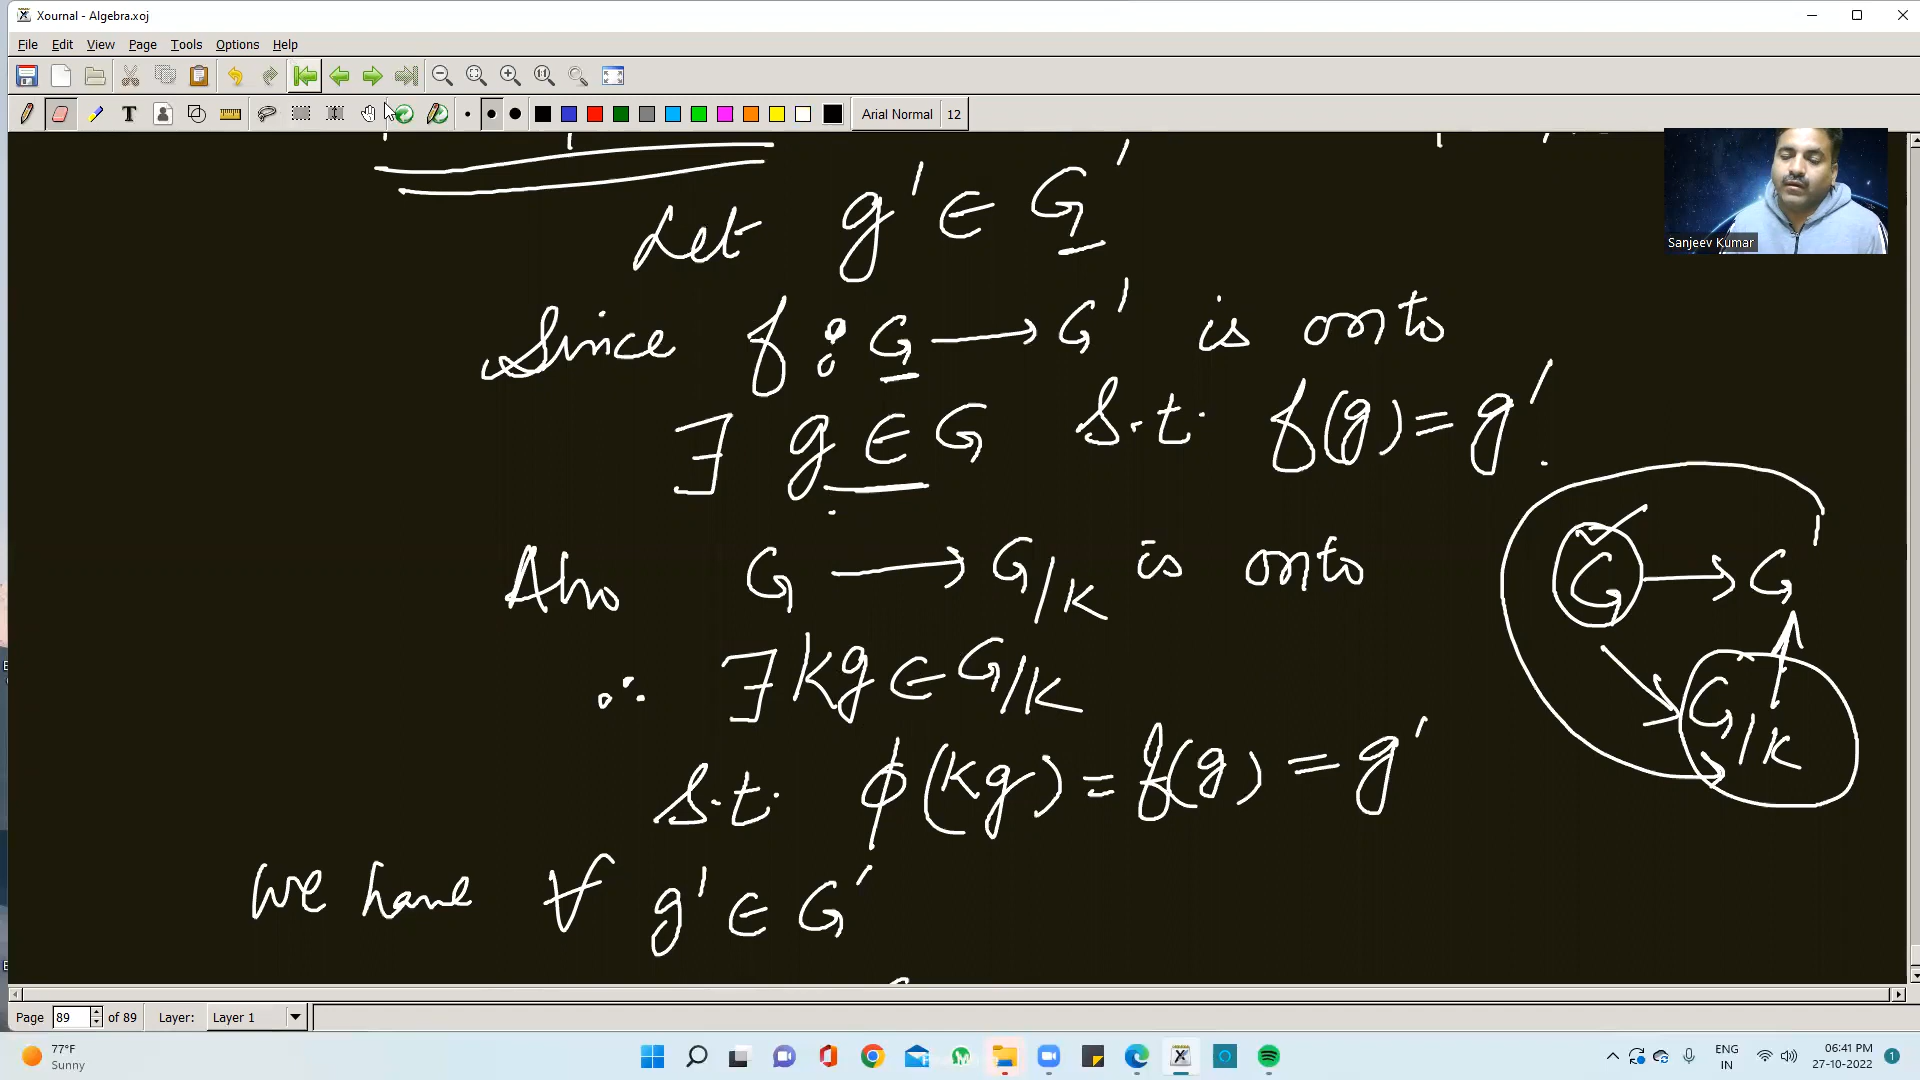 Xournal - Algebra.xoj
File Edit View Page Tools Options Help
Arial Normal 12
Let g' ∈ G'
Since f : G → G' is onto
∃ g ∈ G s.t. f(g) = g'.
Also G → G/K is onto
∴ ∃ Kg ∈ G/K
s.t. φ(Kg) = f(g) = g'
We have ∀ g' ∈ G'
G → G'
G/K
Sanjeev Kumar
Page 89 of 89 Layer: Layer 1
77°F
Sunny
ENG
IN
06:41 PM
27-10-2022
1